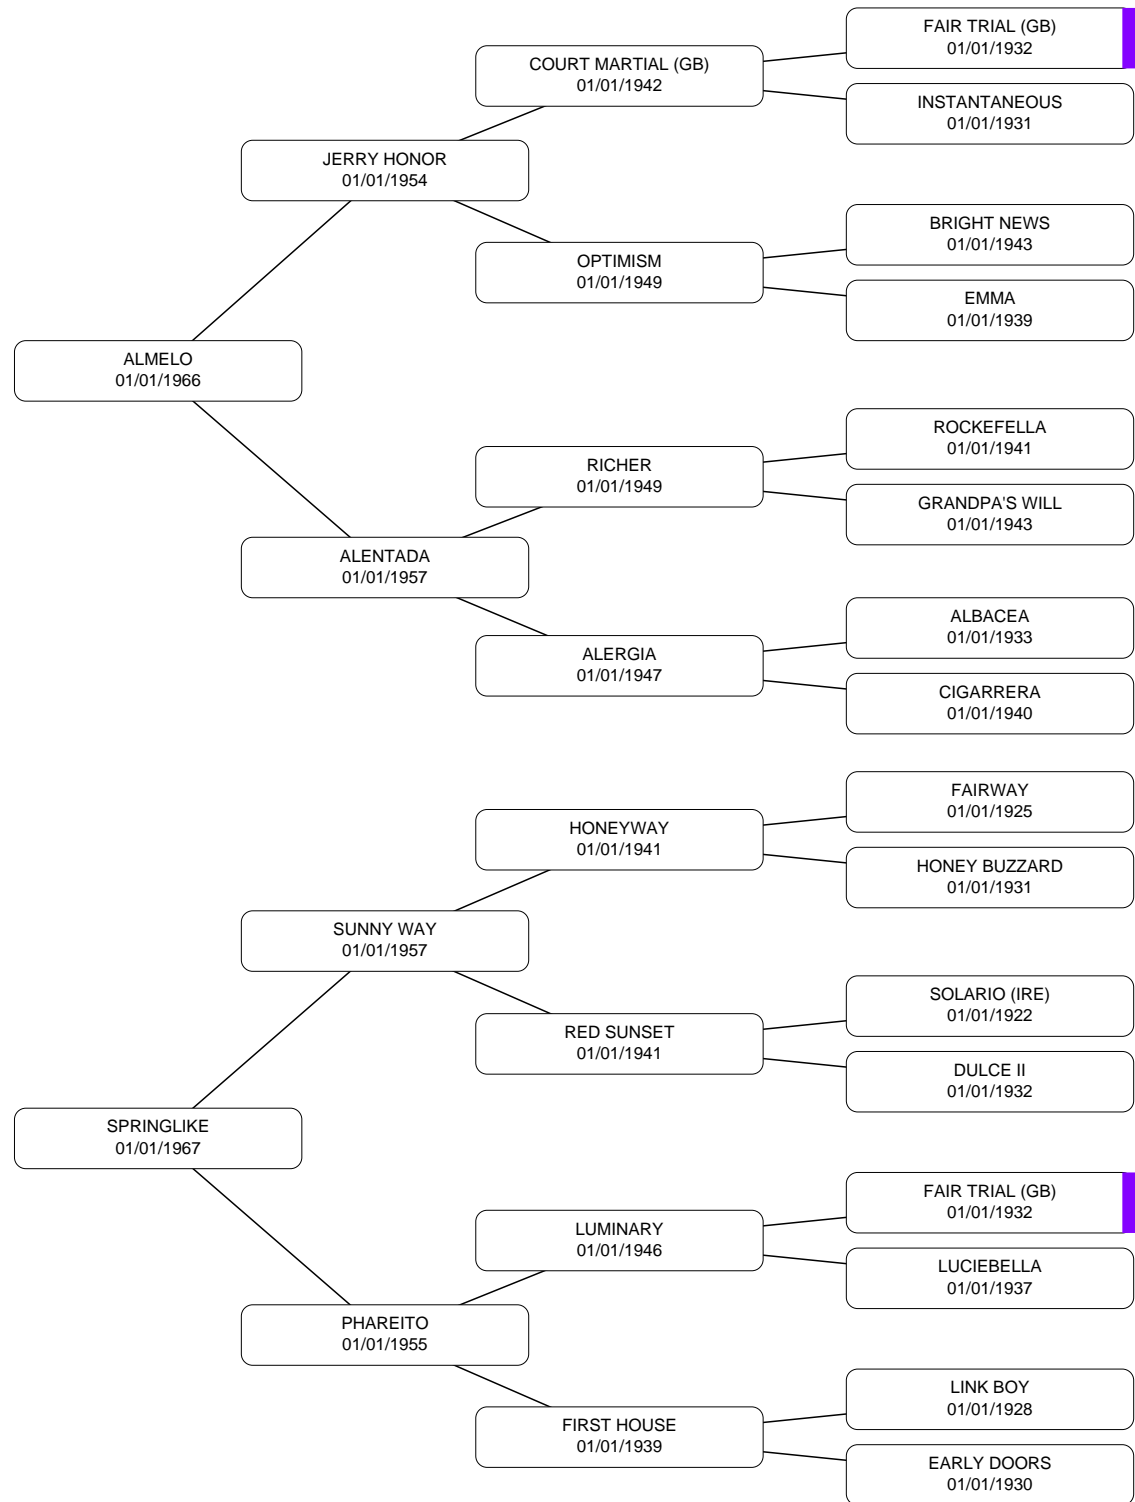 FAIR TRIAL (GB)
01/01/1932
COURT MARTIAL (GB)
01/01/1942
INSTANTANEOUS
01/01/1931
JERRY HONOR
01/01/1954
BRIGHT NEWS
01/01/1943
OPTIMISM
01/01/1949
EMMA
01/01/1939
ALMELO
01/01/1966
ROCKEFELLA
01/01/1941
RICHER
01/01/1949
GRANDPA'S WILL
01/01/1943
ALENTADA
01/01/1957
ALBACEA
01/01/1933
ALERGIA
01/01/1947
CIGARRERA
01/01/1940
FAIRWAY
01/01/1925
HONEYWAY
01/01/1941
HONEY BUZZARD
01/01/1931
SUNNY WAY
01/01/1957
SOLARIO (IRE)
01/01/1922
RED SUNSET
01/01/1941
DULCE II
01/01/1932
SPRINGLIKE
01/01/1967
FAIR TRIAL (GB)
01/01/1932
LUMINARY
01/01/1946
LUCIEBELLA
01/01/1937
PHAREITO
01/01/1955
LINK BOY
01/01/1928
FIRST HOUSE
01/01/1939
EARLY DOORS
01/01/1930